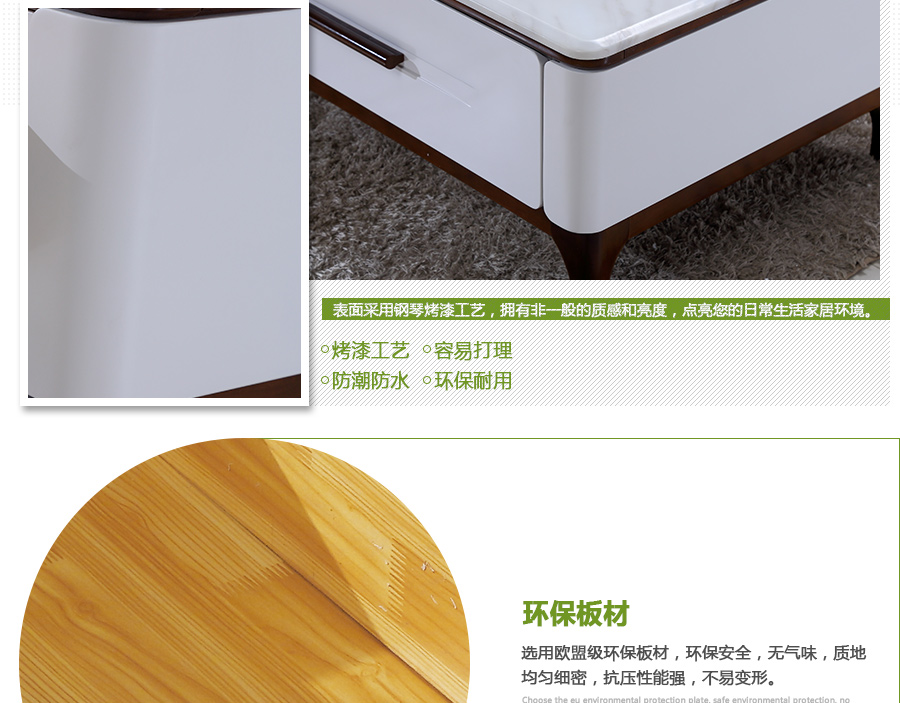 表面采用钢琴烤漆工艺，拥有非一般的质感和亮度，点亮您的日常生活家居环境。
○烤漆工艺 ○容易打理
○防潮防水 ○环保耐用
环保板材
选用欧盟级环保板材，环保安全，无气味，质地
均匀细密，抗压性能强，不易变形。
Choose the eu environmental protection plate, safe environmental protection, no